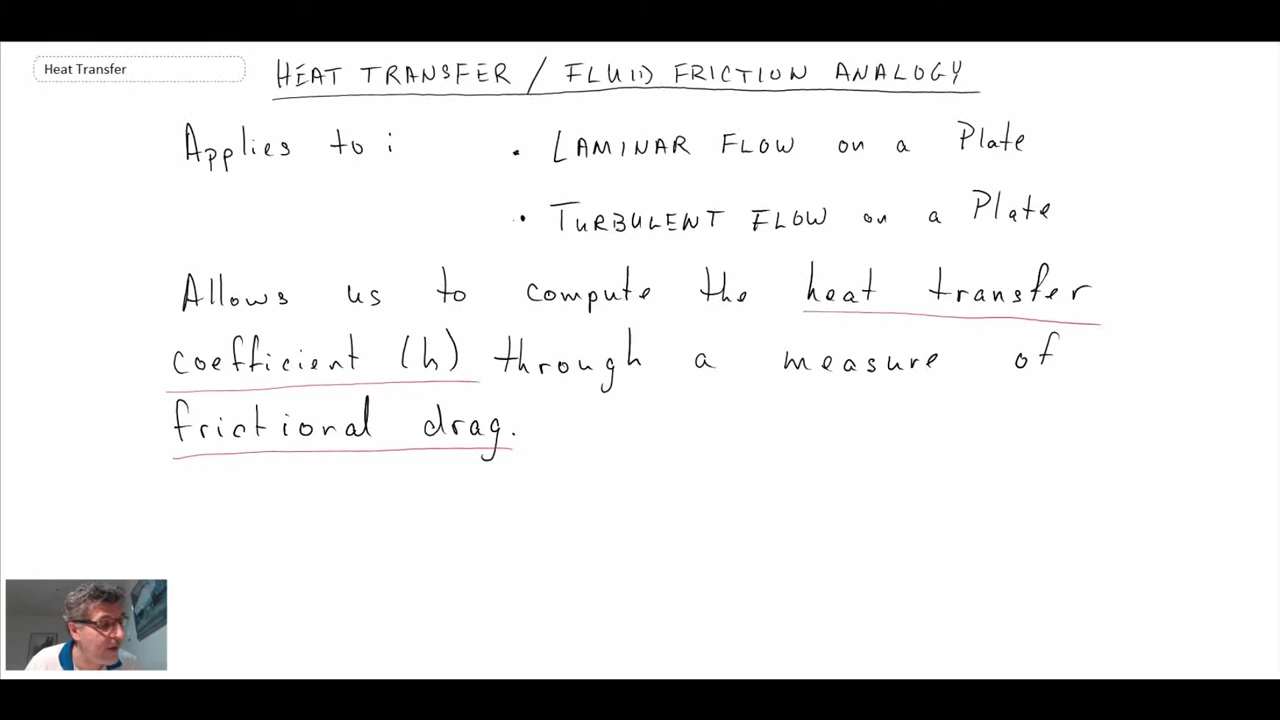 Heat Transfer
HEAT TRANSFER / FLUID FRICTION ANALOGY
Applies to :
• LAMINAR FLOW on a Plate
• TURBULENT FLOW on a Plate
Allows us to compute the heat transfer
coefficient (h) through a measure of
frictional drag.